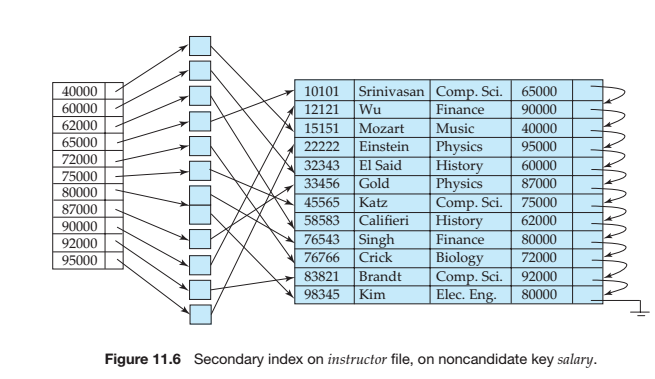 40000
60000
62000
65000
72000
75000
80000
87000
90000
92000
95000
10101 Srinivasan Comp. Sci. 65000
12121 Wu Finance 90000
15151 Mozart Music 40000
22222 Einstein Physics 95000
32343 El Said History 60000
33456 Gold Physics 87000
45565 Katz Comp. Sci. 75000
58583 Califieri History 62000
76543 Singh Finance 80000
76766 Crick Biology 72000
83821 Brandt Comp. Sci. 92000
98345 Kim Elec. Eng. 80000
Figure 11.6 Secondary index on instructor file, on noncandidate key salary.